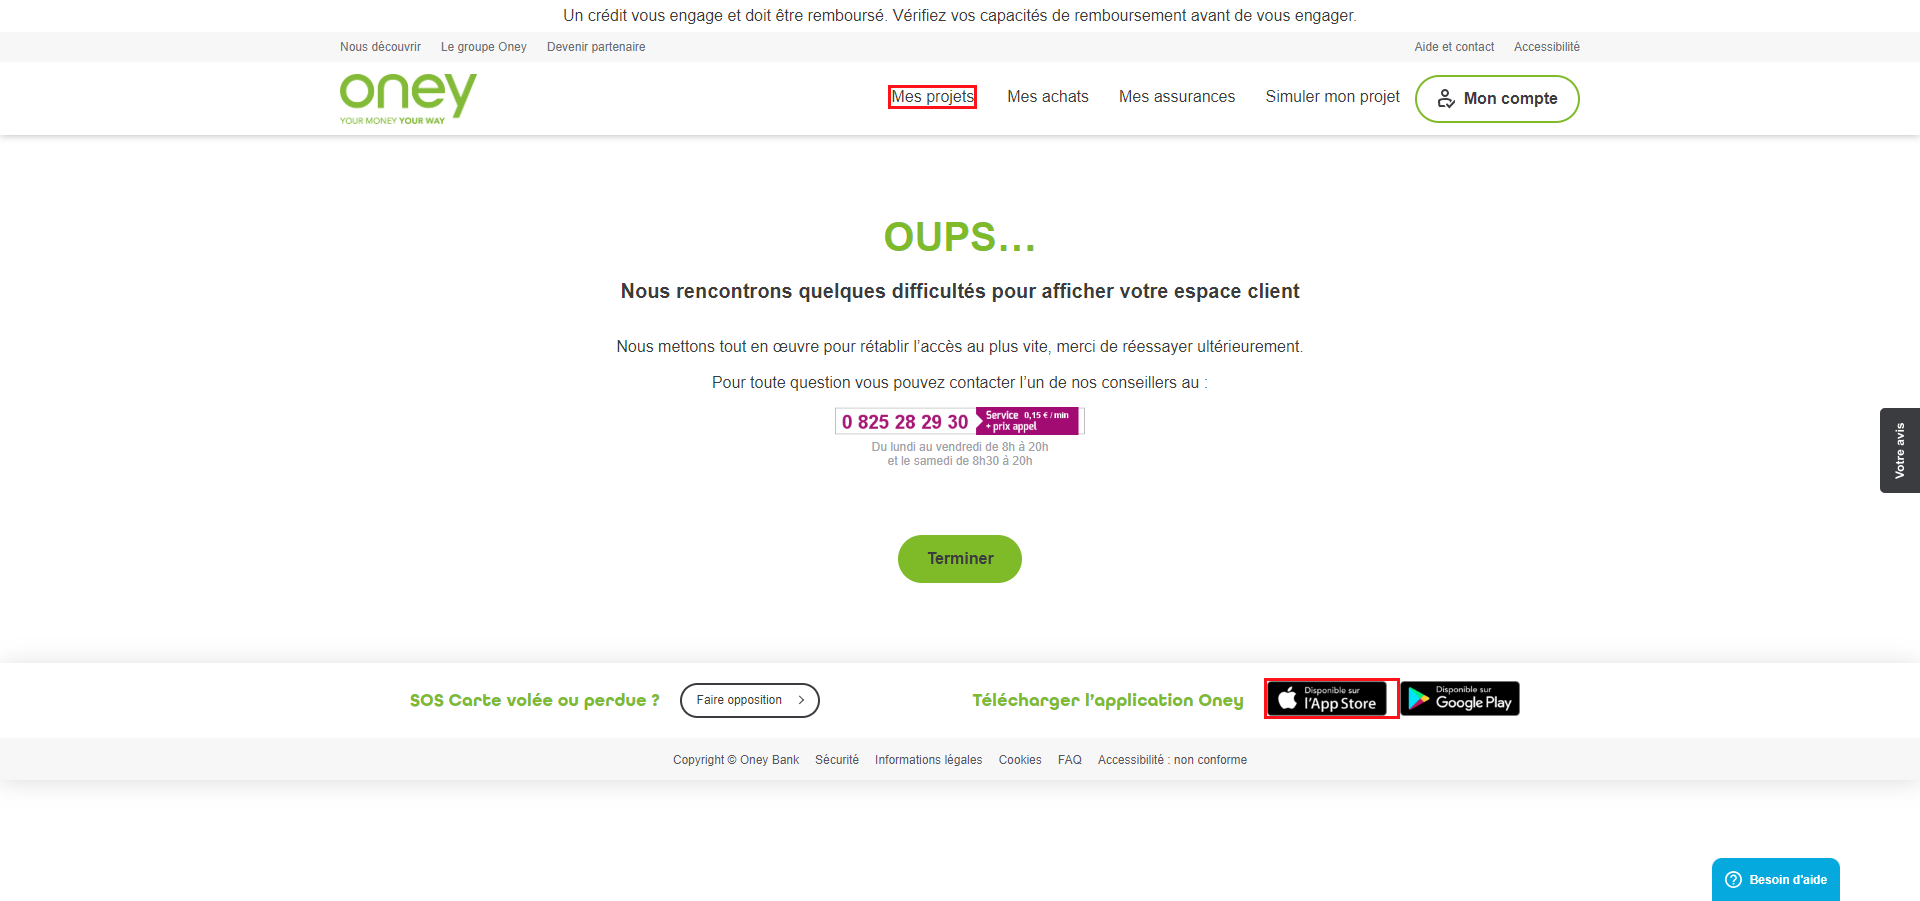 Un crédit vous engage et doit être remboursé. Vérifiez vos capacités de remboursement avant de vous engager.
Nous découvrir Le groupe Oney Devenir partenaire Aide et contact Accessibilité
oney
YOUR MONEY YOUR WAY
Mes projets Mes achats Mes assurances Simuler mon projet Mon compte
OUPS...
Nous rencontrons quelques difficultés pour afficher votre espace client
Nous mettons tout en œuvre pour rétablir l’accès au plus vite, merci de réessayer ultérieurement.
Pour toute question vous pouvez contacter l’un de nos conseillers au :
0 825 28 29 30 Service 0,15 € / min
+ prix appel
Du lundi au vendredi de 8h à 20h
et le samedi de 8h30 à 20h
Votre avis
Terminer
SOS Carte volée ou perdue ? Faire opposition Télécharger l’application Oney
Disponible sur
l’App Store
Disponible sur
Google Play
Copyright © Oney Bank Sécurité Informations légales Cookies FAQ Accessibilité : non conforme
Besoin d'aide